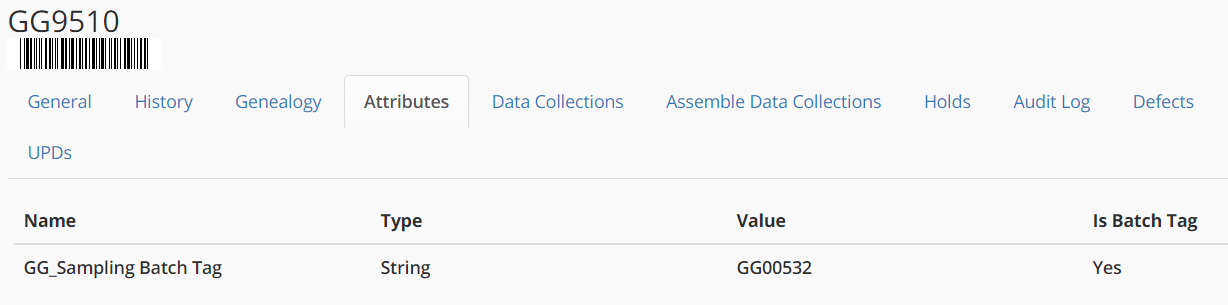 GG9510
General History Genealogy Attributes Data Collections Assemble Data Collections Holds Audit Log Defects
UPDs
Name Type Value Is Batch Tag
GG_Sampling Batch Tag String GG00532 Yes